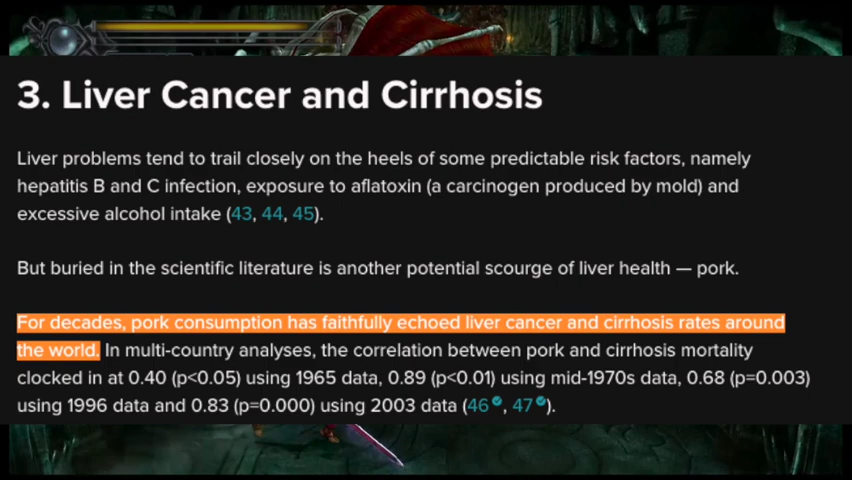 3. Liver Cancer and Cirrhosis
Liver problems tend to trail closely on the heels of some predictable risk factors, namely
hepatitis B and C infection, exposure to aflatoxin (a carcinogen produced by mold) and
excessive alcohol intake (43, 44, 45).
But buried in the scientific literature is another potential scourge of liver health — pork.
For decades, pork consumption has faithfully echoed liver cancer and cirrhosis rates around
the world. In multi-country analyses, the correlation between pork and cirrhosis mortality
clocked in at 0.40 (p<0.05) using 1965 data, 0.89 (p<0.01) using mid-1970s data, 0.68 (p=0.003)
using 1996 data and 0.83 (p=0.000) using 2003 data (46, 47).